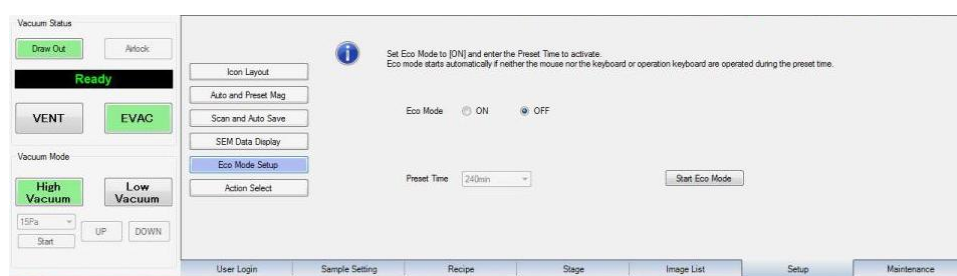 Vacuum Status
Draw Out
Airlock
Ready
VENT
EVAC
Vacuum Mode
High Vacuum
Low Vacuum
15Pa
Start
UP
DOWN
Icon Layout
Auto and Preset Mag
Scan and Auto Save
SEM Data Display
Eco Mode Setup
Action Select
Set Eco Mode to [ON] and enter the Preset Time to activate.
Eco mode starts automatically if neither the mouse nor the keyboard or operation keyboard are operated during the preset time.
Eco Mode ON OFF
Preset Time 240min Start Eco Mode
User Login Sample Setting Recipe Stage Image List Setup Maintenance